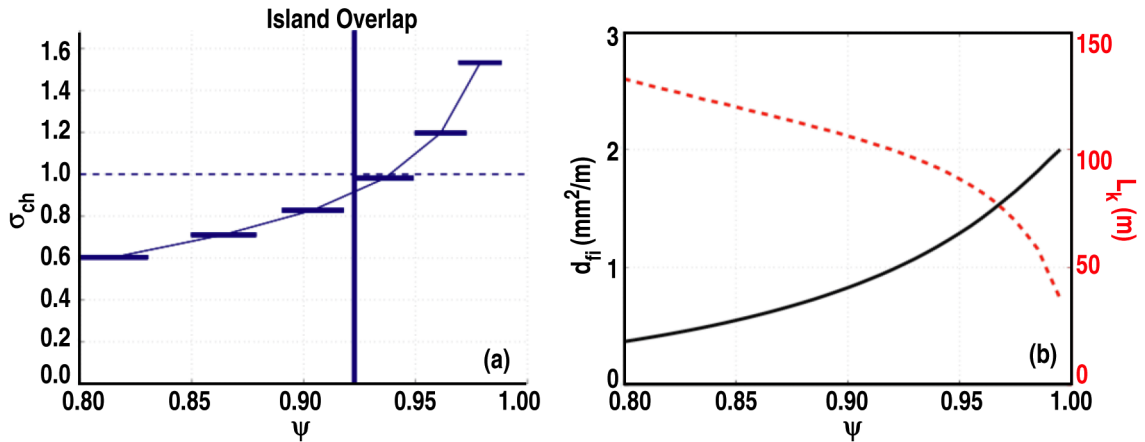 Island Overlap
1.6
1.4
1.2
1.0
0.8
0.6
0.4
0.2
0.0
σch
(a)
0.80 0.85 0.90 0.95 1.00
ψ
3
2
1
0
dfi (mm²/m)
150
100
50
0
Lk (m)
(b)
0.80 0.85 0.90 0.95 1.00
ψ